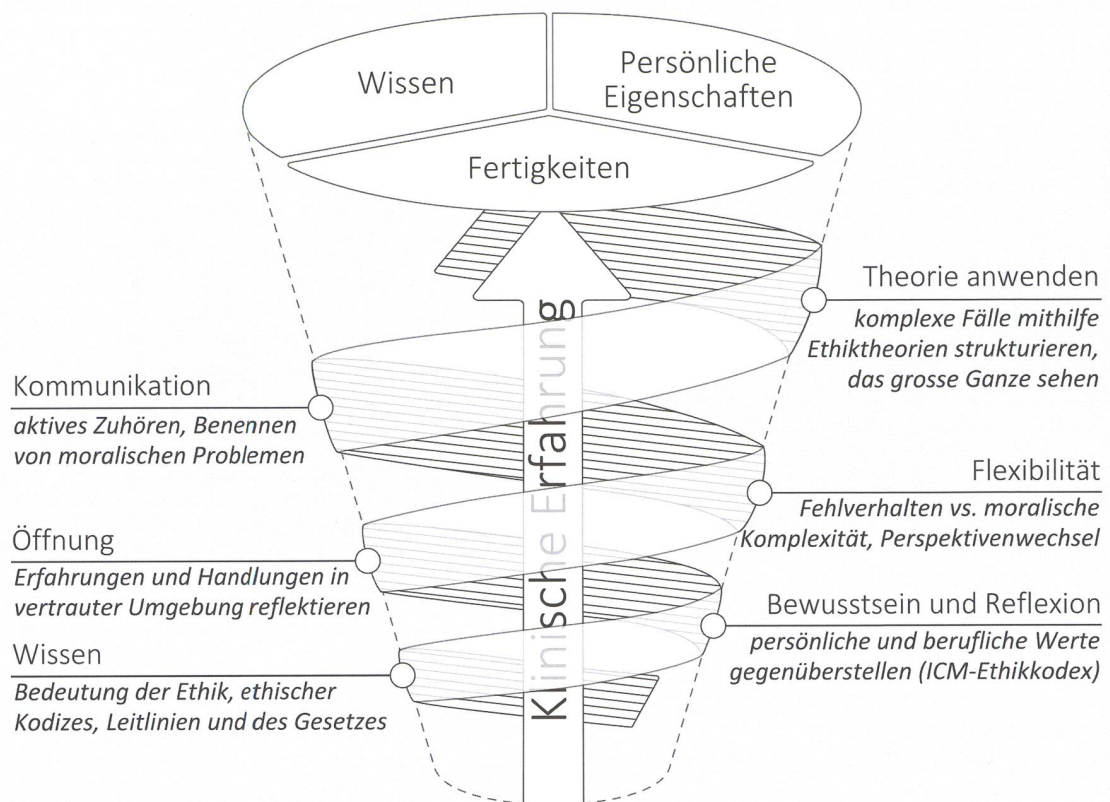 Wissen
Persönliche
Eigenschaften
Fertigkeiten
Klinische Erfahrung
Theorie anwenden
komplexe Fälle mithilfe
Ethiktheorien strukturieren,
das grosse Ganze sehen
Kommunikation
aktives Zuhören, Benennen
von moralischen Problemen
Flexibilität
Fehlverhalten vs. moralische
Komplexität, Perspektivenwechsel
Öffnung
Erfahrungen und Handlungen in
vertrauter Umgebung reflektieren
Bewusstsein und Reflexion
persönliche und berufliche Werte
gegenüberstellen (ICM-Ethikkodex)
Wissen
Bedeutung der Ethik, ethischer
Kodizes, Leitlinien und des Gesetzes